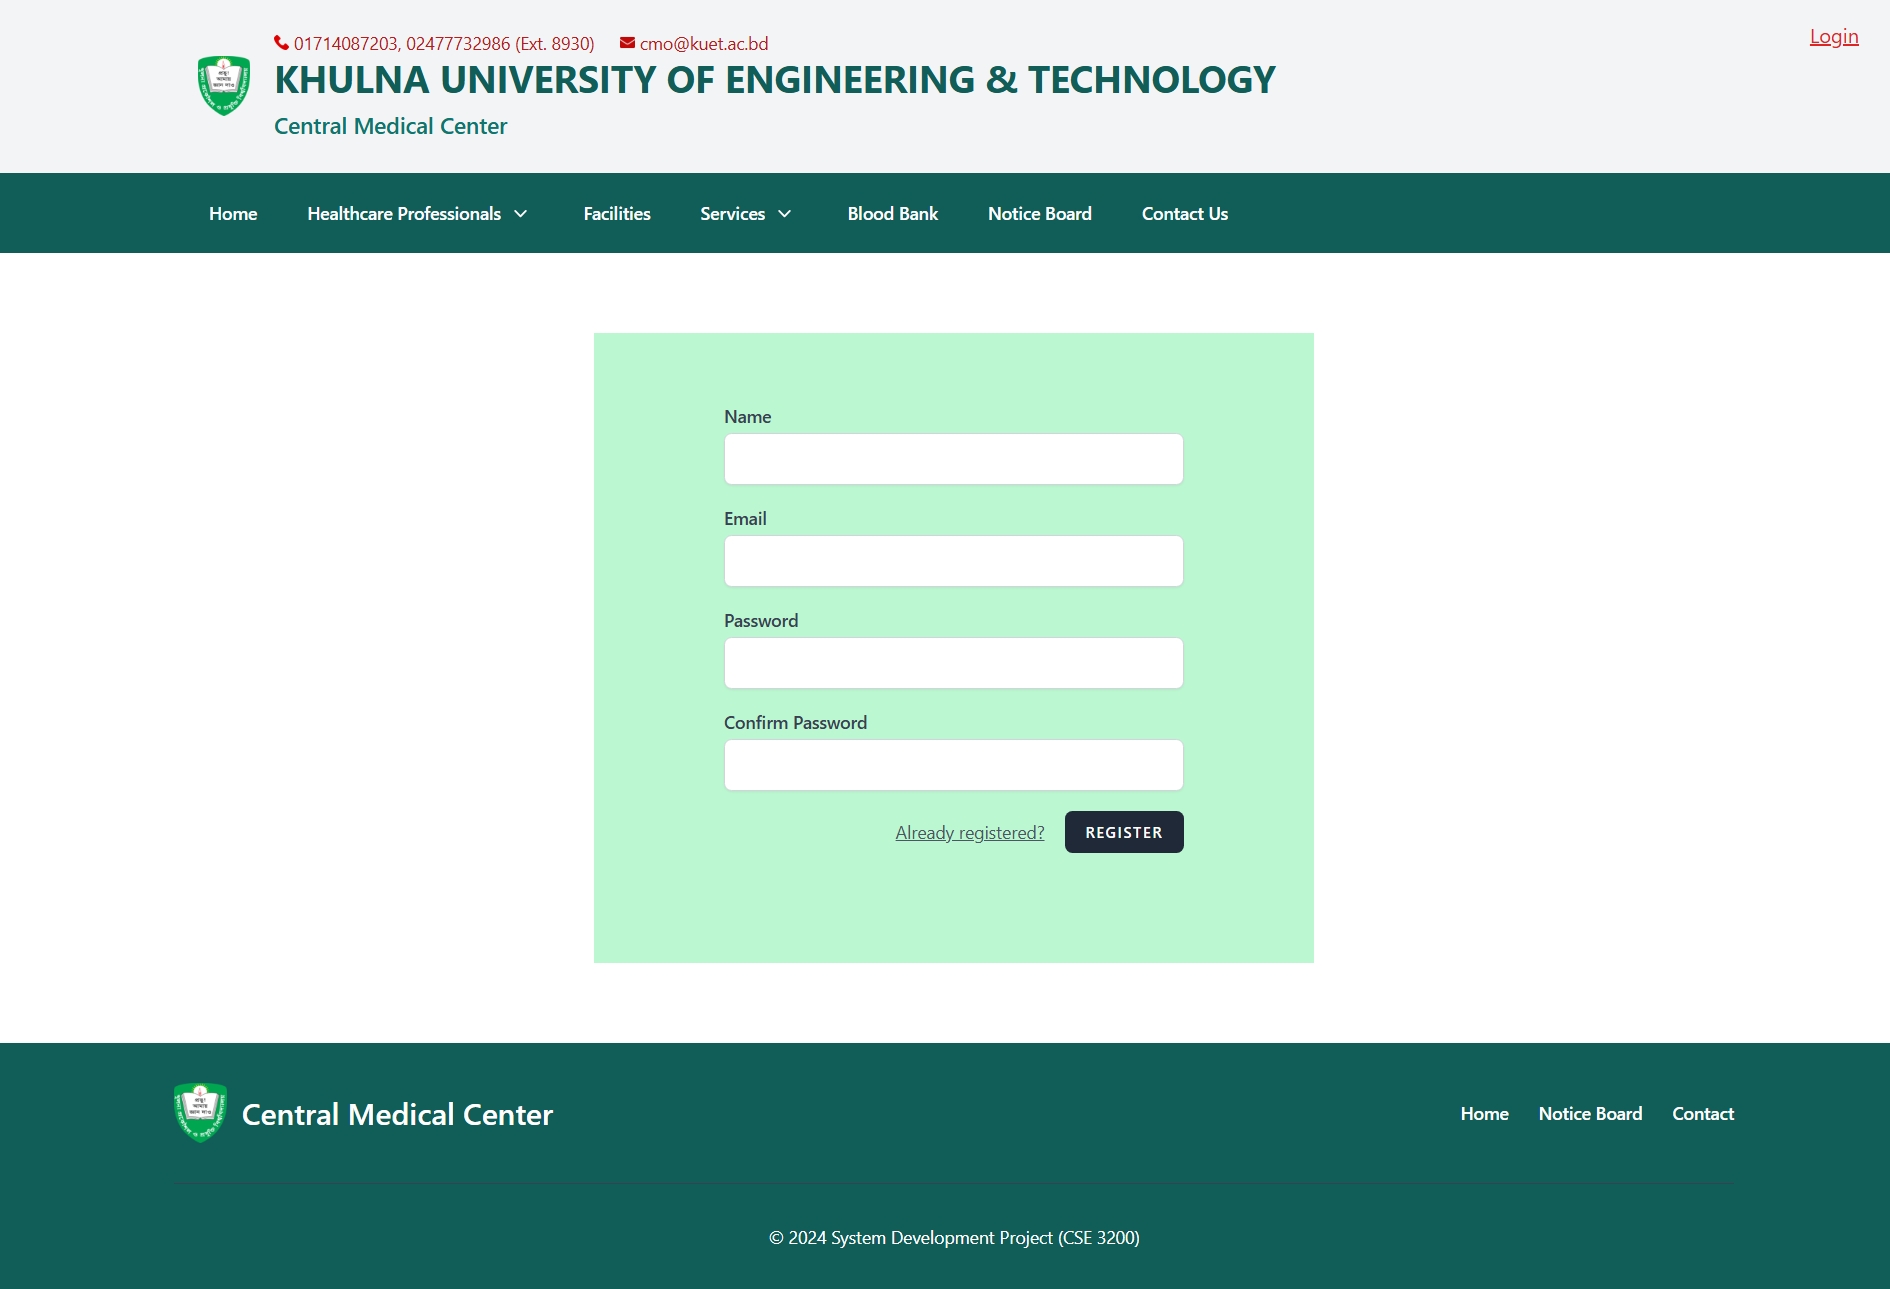 01714087203, 02477732986 (Ext. 8930) cmo@kuet.ac.bd
Login
KHULNA UNIVERSITY OF ENGINEERING & TECHNOLOGY
Central Medical Center
Home Healthcare Professionals Facilities Services Blood Bank Notice Board Contact Us
Name
Email
Password
Confirm Password
Already registered? REGISTER
Central Medical Center
Home Notice Board Contact
© 2024 System Development Project (CSE 3200)